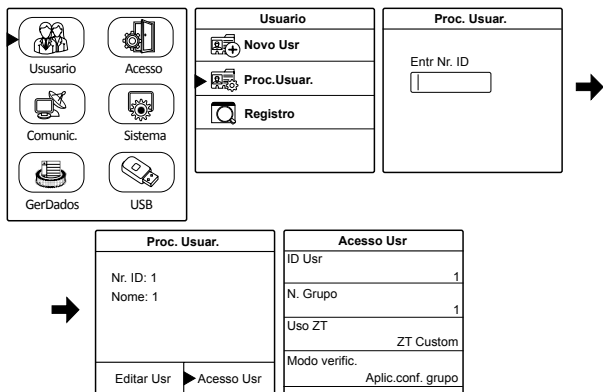 Ususario
Acesso
Comunic.
Sistema
GerDados
USB
Usuario
Novo Usr
Proc.Usuar.
Registro
Proc. Usuar.
Entr Nr. ID
Proc. Usuar.
Nr. ID: 1
Nome: 1
Editar Usr
Acesso Usr
Acesso Usr
ID Usr
1
N. Grupo
1
Uso ZT
ZT Custom
Modo verific.
Aplic.conf. grupo